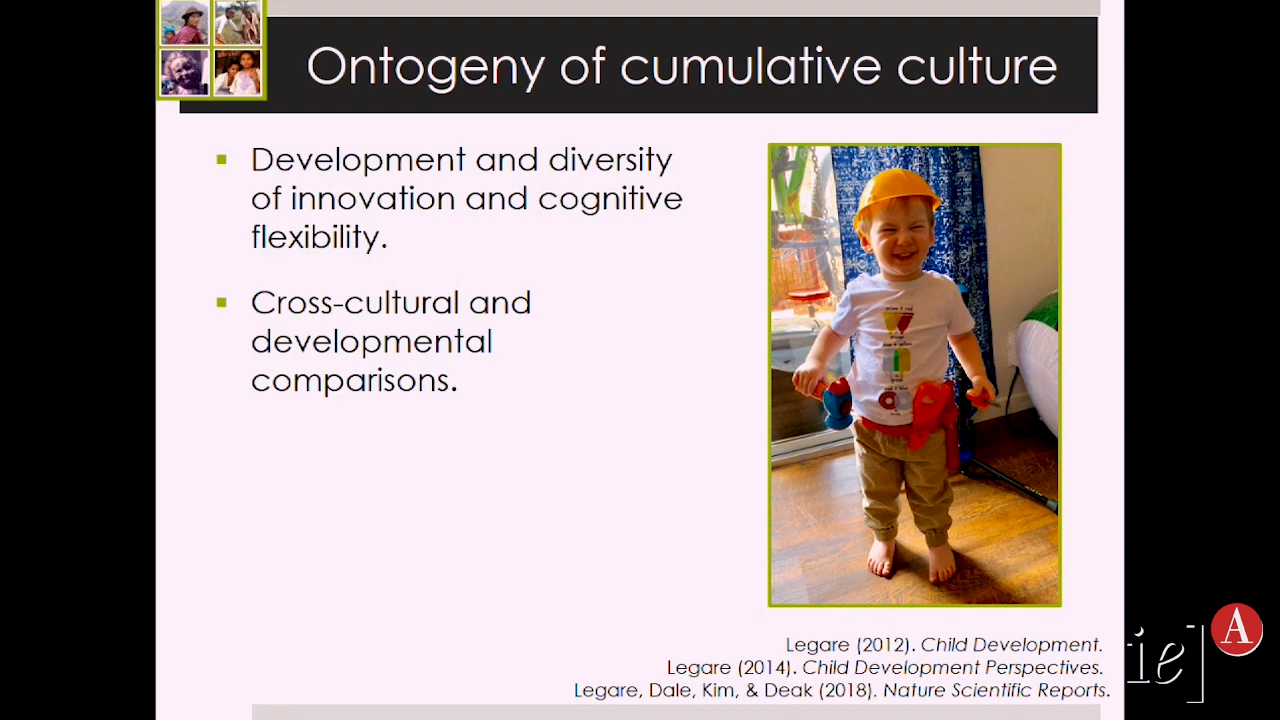 Ontogeny of cumulative culture
▪ Development and diversity
of innovation and cognitive
flexibility.
▪ Cross-cultural and
developmental
comparisons.
Legare (2012). Child Development.
Legare (2014). Child Development Perspectives.
Legare, Dale, Kim, & Deak (2018). Nature Scientific Reports.
ie]
A